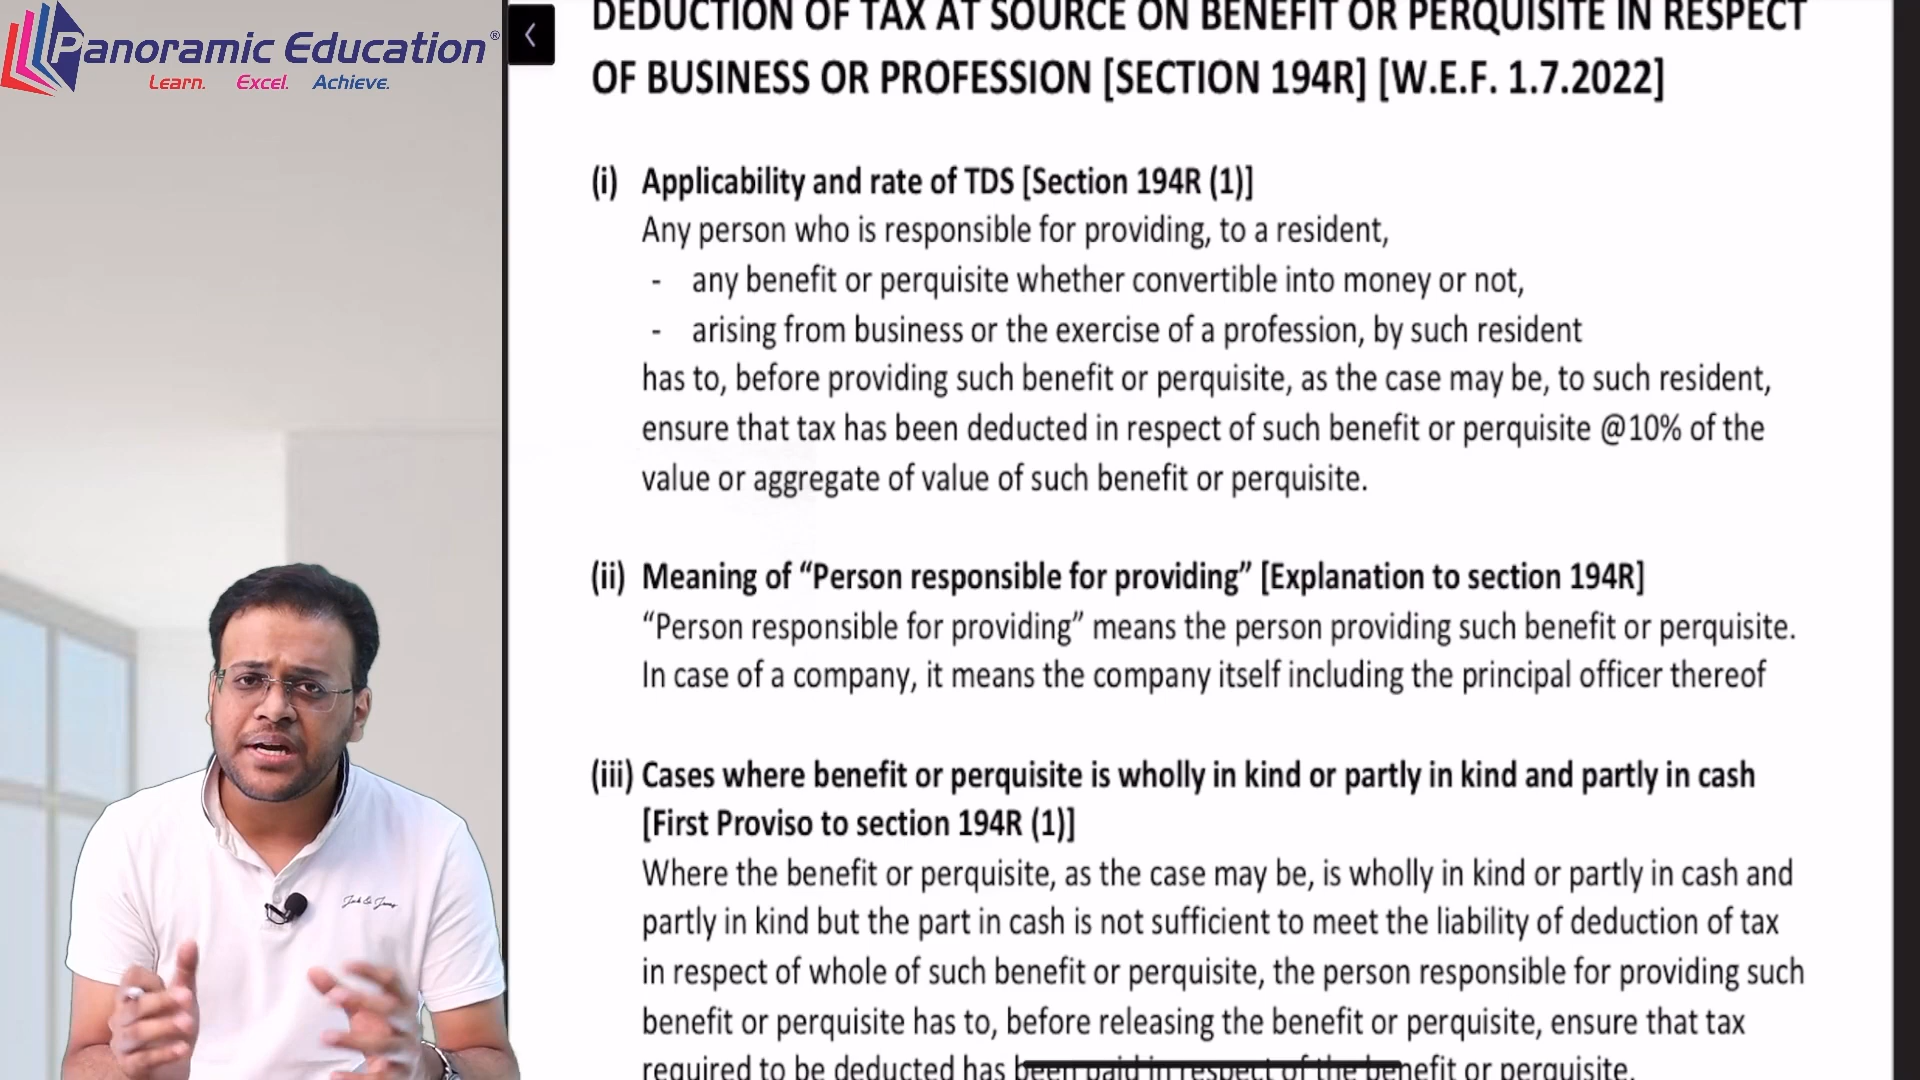 Panoramic Education®
Learn. Excel. Achieve.
DEDUCTION OF TAX AT SOURCE ON BENEFIT OR PERQUISITE IN RESPECT
OF BUSINESS OR PROFESSION [SECTION 194R] [W.E.F. 1.7.2022]
(i) Applicability and rate of TDS [Section 194R (1)]
Any person who is responsible for providing, to a resident,
- any benefit or perquisite whether convertible into money or not,
- arising from business or the exercise of a profession, by such resident
has to, before providing such benefit or perquisite, as the case may be, to such resident,
ensure that tax has been deducted in respect of such benefit or perquisite @10% of the
value or aggregate of value of such benefit or perquisite.
(ii) Meaning of “Person responsible for providing” [Explanation to section 194R]
“Person responsible for providing” means the person providing such benefit or perquisite.
In case of a company, it means the company itself including the principal officer thereof
(iii) Cases where benefit or perquisite is wholly in kind or partly in kind and partly in cash
[First Proviso to section 194R (1)]
Where the benefit or perquisite, as the case may be, is wholly in kind or partly in cash and
partly in kind but the part in cash is not sufficient to meet the liability of deduction of tax
in respect of whole of such benefit or perquisite, the person responsible for providing such
benefit or perquisite has to, before releasing the benefit or perquisite, ensure that tax
required to be deducted has been paid in respect of the benefit or perquisite.